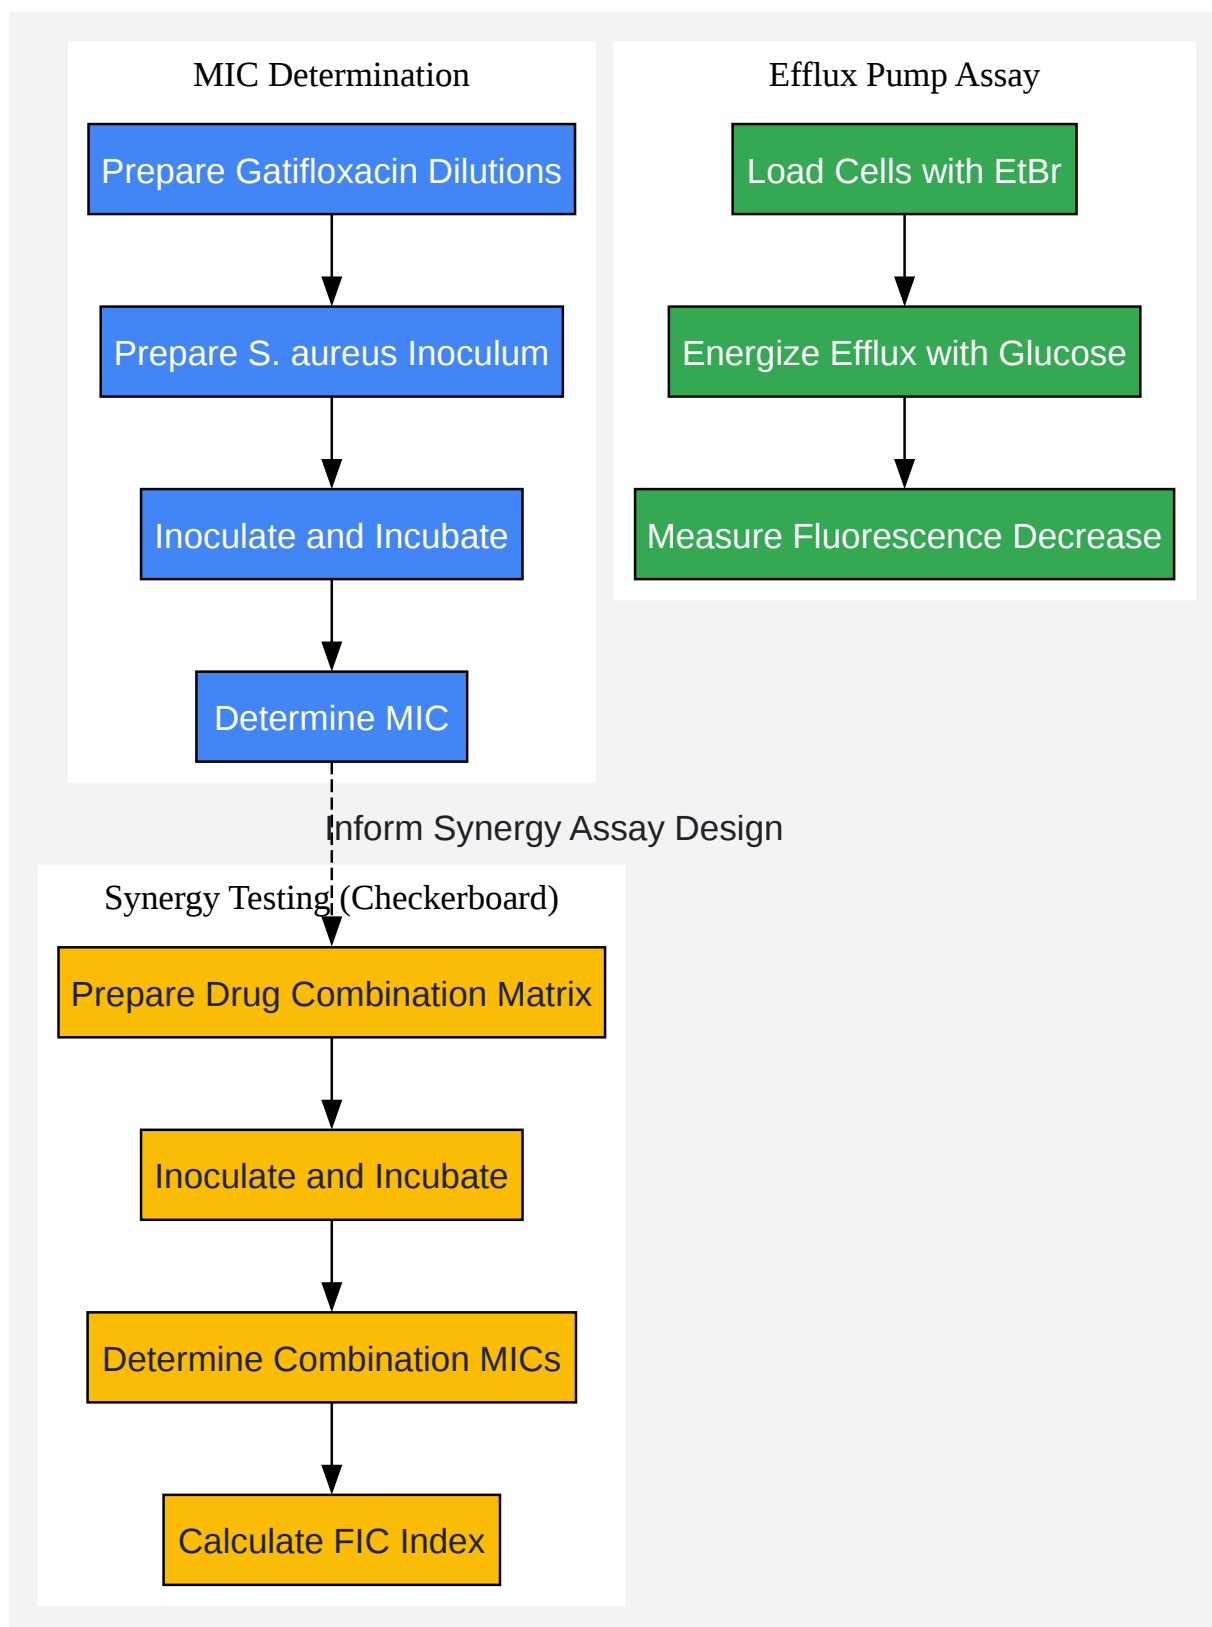 MIC Determination
Prepare Gatifloxacin Dilutions
Prepare S. aureus Inoculum
Inoculate and Incubate
Determine MIC
Efflux Pump Assay
Load Cells with EtBr
Energize Efflux with Glucose
Measure Fluorescence Decrease
Inform Synergy Assay Design
Synergy Testing (Checkerboard)
Prepare Drug Combination Matrix
Inoculate and Incubate
Determine Combination MICs
Calculate FIC Index